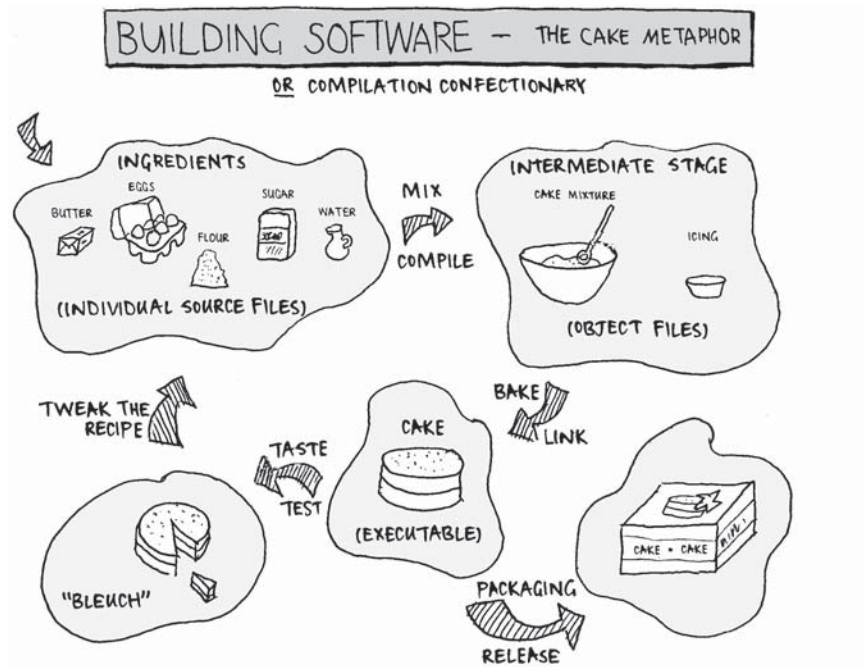 BUILDING SOFTWARE – THE CAKE METAPHOR
OR COMPILATION CONFECTIONARY
INGREDIENTS
EGGS
BUTTER
SUGAR
WATER
FLOUR
(INDIVIDUAL SOURCE FILES)
MIX
COMPILE
INTERMEDIATE STAGE
CAKE MIXTURE
ICING
(OBJECT FILES)
BAKE
LINK
CAKE
(EXECUTABLE)
TASTE
TEST
"BLEUCH"
TWEAK THE
RECIPE
PACKAGING
RELEASE
CAKE • CAKE